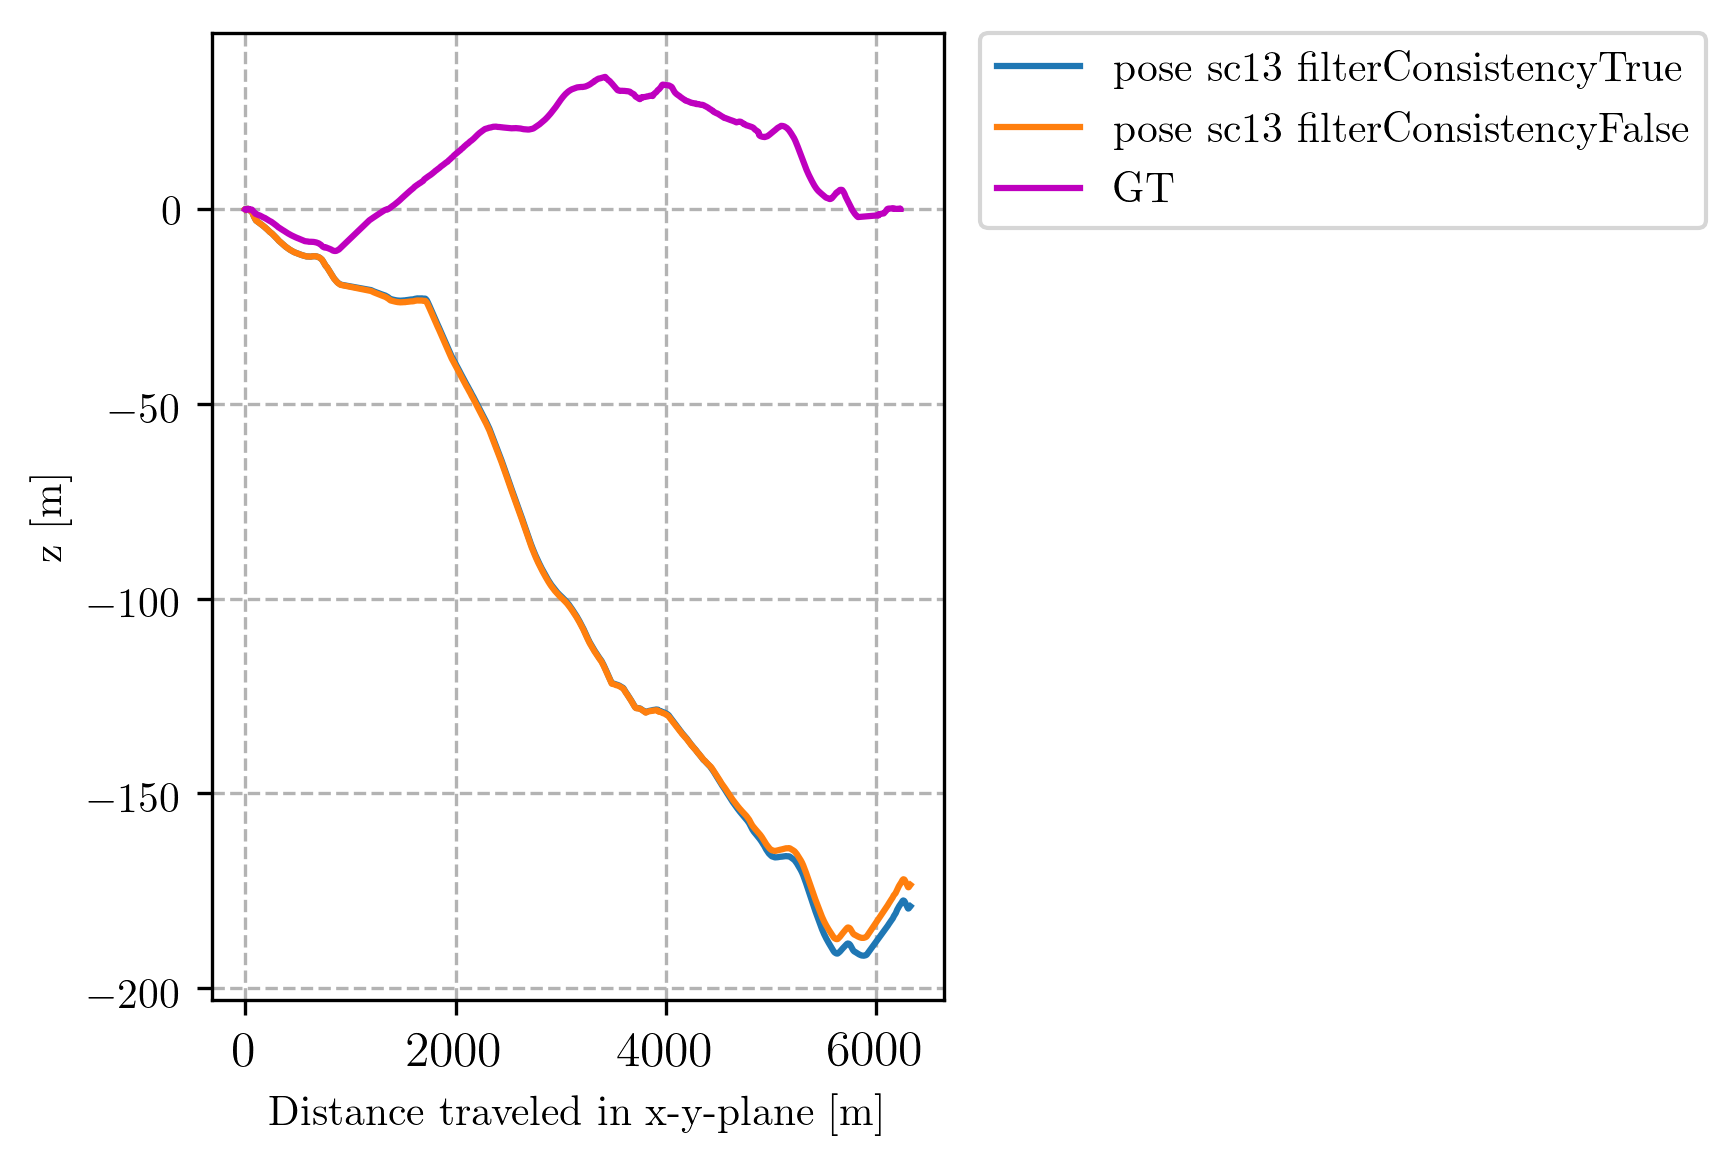 pose sc13 filterConsistencyTrue
pose sc13 filterConsistencyFalse
GT
0
−50
−100
−150
−200
z [m]
0 2000 4000 6000
Distance traveled in x-y-plane [m]